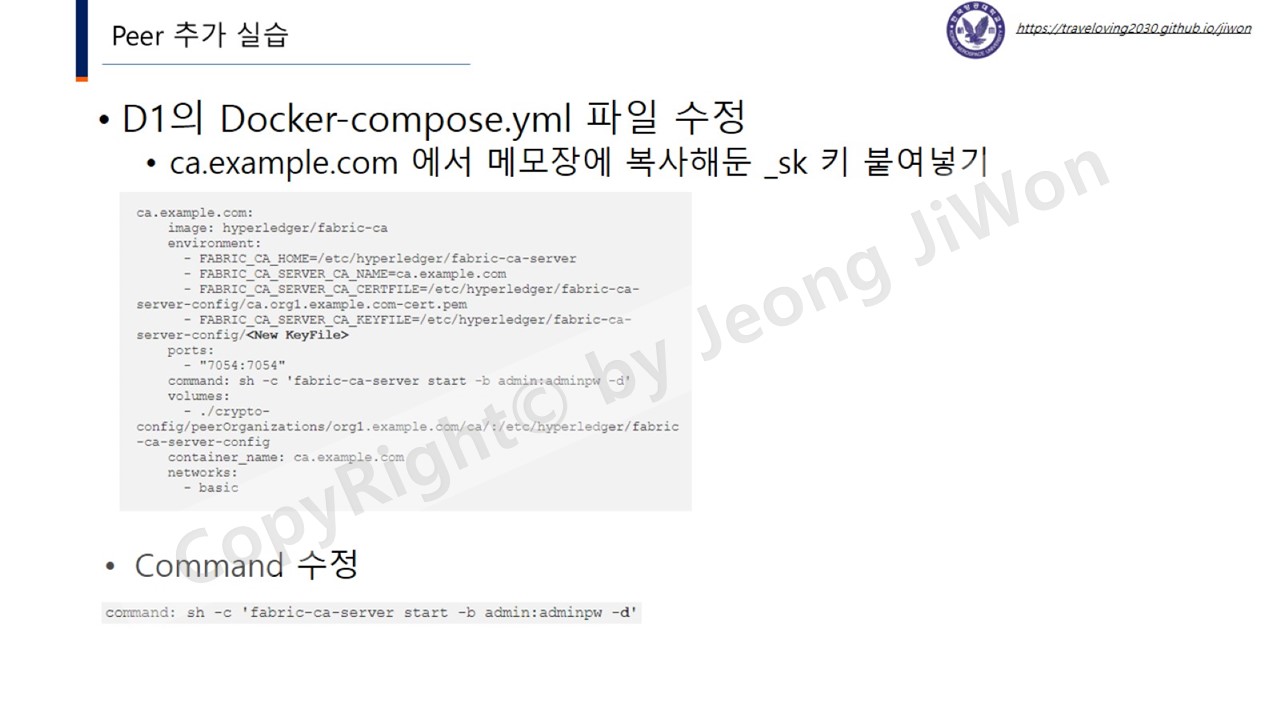 Peer 추가 실습
https://traveloving2030.github.io/jiwon
• D1의 Docker-compose.yml 파일 수정
• ca.example.com 에서 메모장에 복사해둔 _sk 키 붙여넣기
ca.example.com:
image: hyperledger/fabric-ca
environment:
- FABRIC_CA_HOME=/etc/hyperledger/fabric-ca-server
- FABRIC_CA_SERVER_CA_NAME=ca.example.com
- FABRIC_CA_SERVER_CA_CERTFILE=/etc/hyperledger/fabric-ca-
server-config/ca.org1.example.com-cert.pem
- FABRIC_CA_SERVER_CA_KEYFILE=/etc/hyperledger/fabric-ca-
server-config/<New KeyFile>
ports:
- "7054:7054"
command: sh -c 'fabric-ca-server start -b admin:adminpw -d'
volumes:
- ./crypto-
config/peerOrganizations/org1.example.com/ca/:/etc/hyperledger/fabric
-ca-server-config
container_name: ca.example.com
networks:
- basic
CopyRight© by Jeong JiWon
• Command 수정
command: sh -c 'fabric-ca-server start -b admin:adminpw -d'